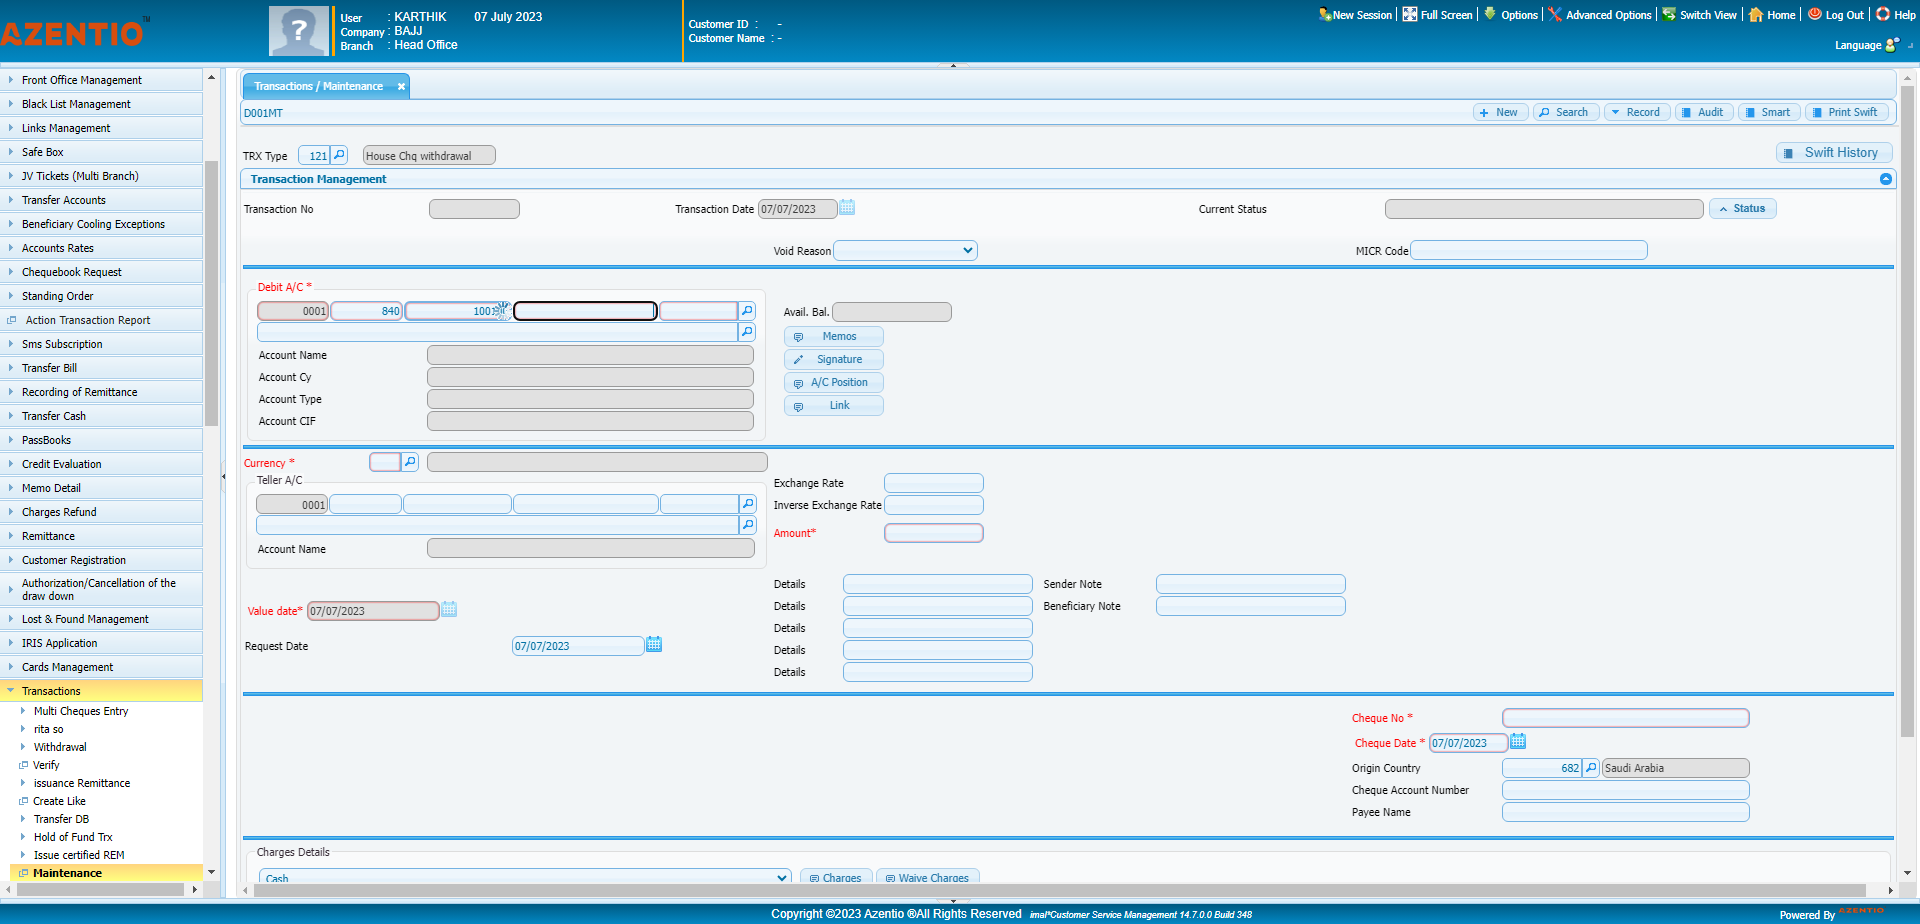 AZENTIO™
User : KARTHIK 07 July 2023
Company : BAJJ
Branch : Head Office
Customer ID : -
Customer Name : -
New Session Full Screen Options Advanced Options Switch View Home Log Out Help
Language
Front Office Management
Black List Management
Links Management
Safe Box
JV Tickets (Multi Branch)
Transfer Accounts
Beneficiary Cooling Exceptions
Accounts Rates
Chequebook Request
Standing Order
Action Transaction Report
Sms Subscription
Transfer Bill
Recording of Remittance
Transfer Cash
PassBooks
Credit Evaluation
Memo Detail
Charges Refund
Remittance
Customer Registration
Authorization/Cancellation of the
draw down
Lost & Found Management
IRIS Application
Cards Management
Transactions
Multi Cheques Entry
rita so
Withdrawal
Verify
issuance Remittance
Create Like
Transfer DB
Hold of Fund Trx
Issue certified REM
Maintenance
Transactions / Maintenance
D001MT
New Search Record Audit Smart Print Swift
TRX Type 121 House Chq withdrawal
Swift History
Transaction Management
Transaction No Transaction Date 07/07/2023 Current Status Status
Void Reason MICR Code
Debit A/C *
0001 840 1001
Avail. Bal.
Memos
Account Name
Signature
Account Cy
A/C Position
Account Type
Link
Account CIF
Currency *
Teller A/C
0001
Account Name
Exchange Rate
Inverse Exchange Rate
Amount*
Value date* 07/07/2023
Request Date 07/07/2023
Details Sender Note
Details Beneficiary Note
Details
Details
Details
Cheque No *
Cheque Date * 07/07/2023
Origin Country 682 Saudi Arabia
Cheque Account Number
Payee Name
Charges Details
Cash Charges Waive Charges
Copyright ©2023 Azentio ®All Rights Reserved imal*Customer Service Management 14.7.0.0 Build 348
Powered By AZENTIO